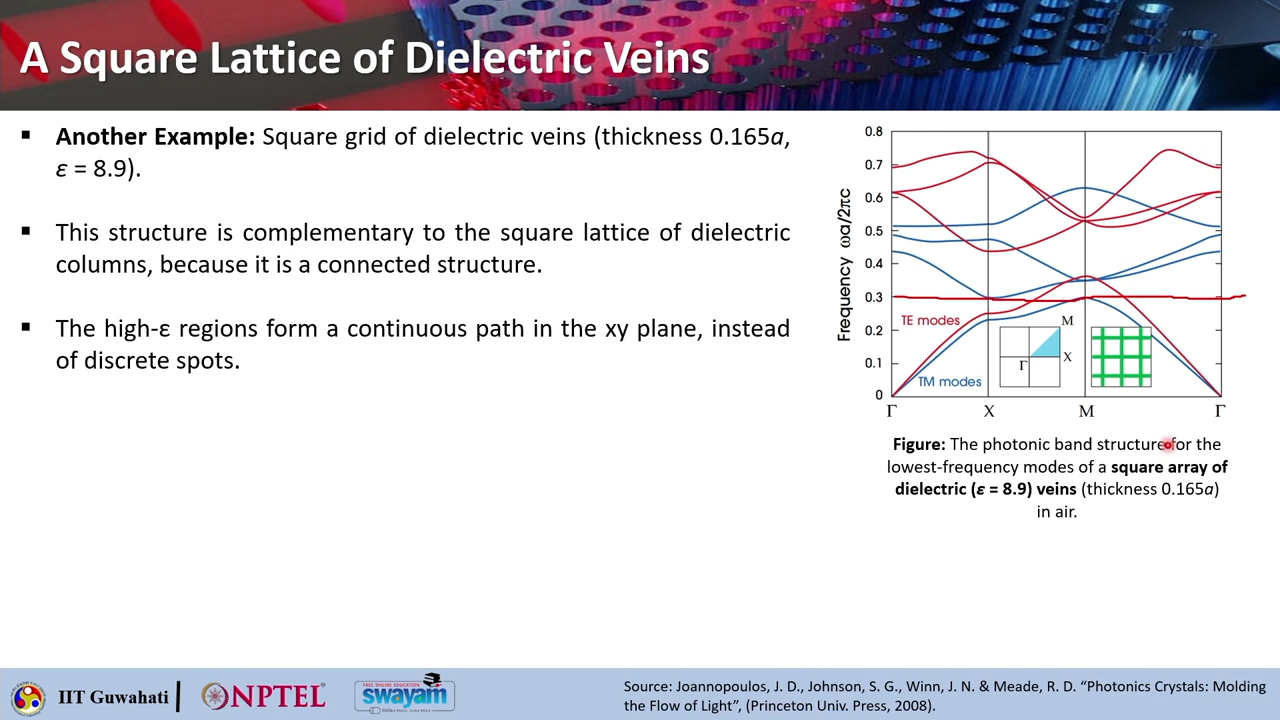 A Square Lattice of Dielectric Veins
▪ Another Example: Square grid of dielectric veins (thickness 0.165a,
ε = 8.9).
▪ This structure is complementary to the square lattice of dielectric
columns, because it is a connected structure.
▪ The high-ε regions form a continuous path in the xy plane, instead
of discrete spots.
Frequency ωa/2πc
0.8
0.7
0.6
0.5
0.4
0.3
0.2
0.1
0
TE modes
TM modes
M
X
Γ
Γ X M Γ
Figure: The photonic band structure for the
lowest-frequency modes of a square array of
dielectric (ε = 8.9) veins (thickness 0.165a)
in air.
IIT Guwahati
NPTEL
FREE ONLINE EDUCATION
swayam
Source: Joannopoulos, J. D, Johnson, S. G., Winn, J. N. & Meade, R. D. “Photonics Crystals: Molding
the Flow of Light”, (Princeton Univ. Press, 2008).